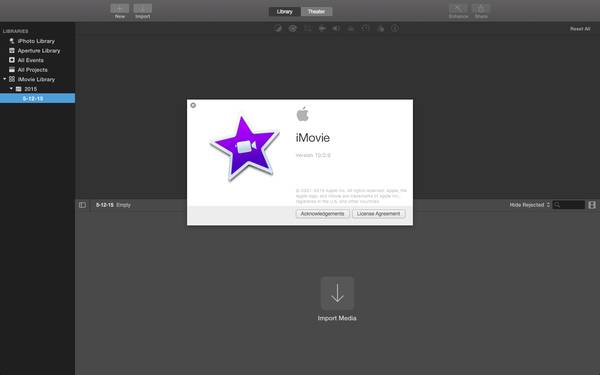 New
Import
Library
Theater
Enhance
Share
Reset All
LIBRARIES
iPhoto Library
Aperture Library
All Events
All Projects
iMovie Library
2015
5-12-15
iMovie
version 10.0.9
© 2001-2015 Apple Inc. All rights reserved. Apple, the
Apple logo, and iMovie are trademarks of Apple Inc.,
registered in the U.S. and other countries.
Acknowledgements
License Agreement
5-12-15 Empty
Hide Rejected
Import Media